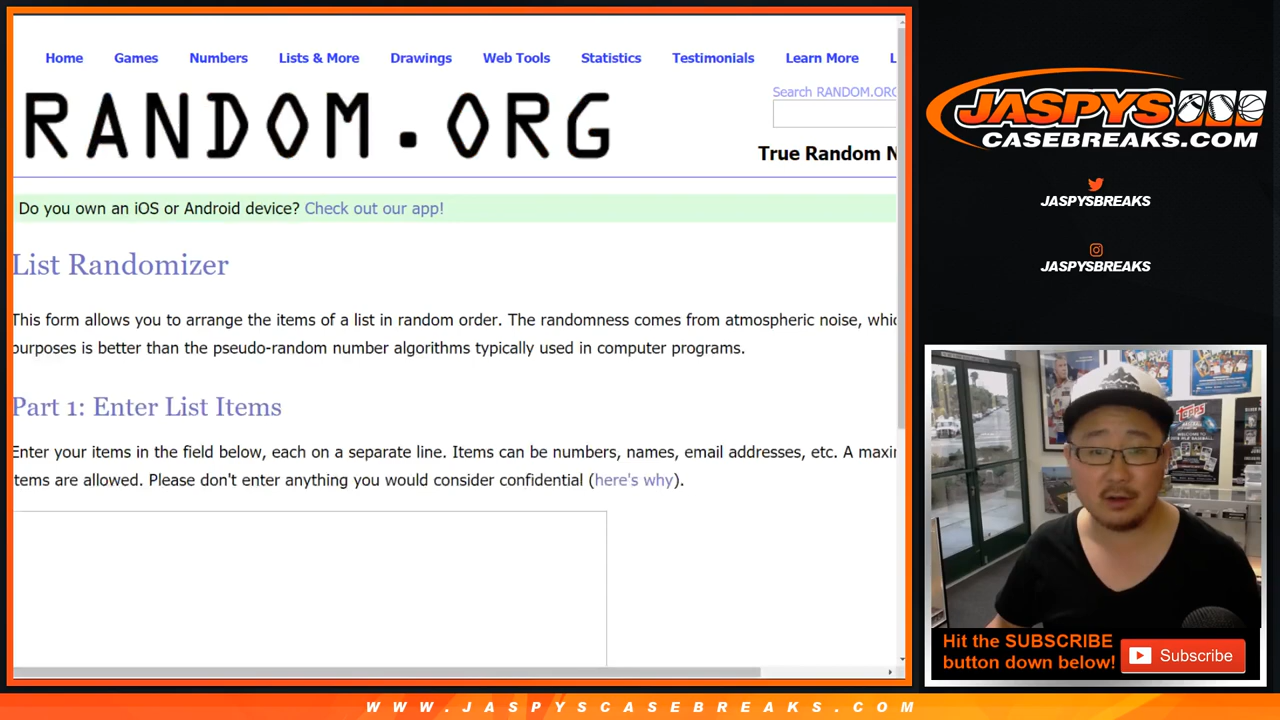 Home Games Numbers Lists & More Drawings Web Tools Statistics Testimonials Learn More L
RANDOM.ORG
Search RANDOM.ORG
True Random N
Do you own an iOS or Android device? Check out our app!
List Randomizer
This form allows you to arrange the items of a list in random order. The randomness comes from atmospheric noise, whic
purposes is better than the pseudo-random number algorithms typically used in computer programs.
Part 1: Enter List Items
Enter your items in the field below, each on a separate line. Items can be numbers, names, email addresses, etc. A maxi
tems are allowed. Please don't enter anything you would consider confidential (here's why).
JASPYS
CASEBREAKS.COM
JASPYSBREAKS
JASPYSBREAKS
Topps
Hit the SUBSCRIBE
button down below!
Subscribe
WWW.JASPYSCASEBREAKS.COM